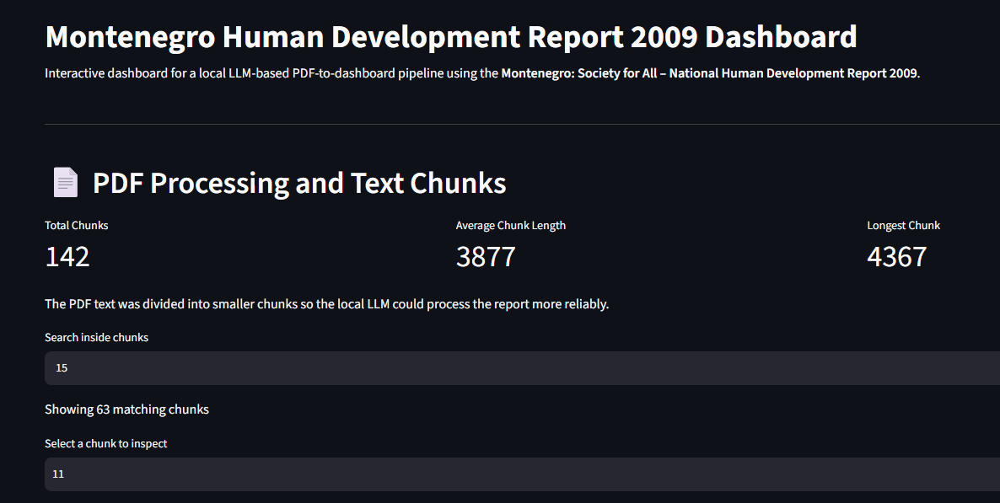 Montenegro Human Development Report 2009 Dashboard
Interactive dashboard for a local LLM-based PDF-to-dashboard pipeline using the Montenegro: Society for All – National Human Development Report 2009.
PDF Processing and Text Chunks
Total Chunks
142
Average Chunk Length
3877
Longest Chunk
4367
The PDF text was divided into smaller chunks so the local LLM could process the report more reliably.
Search inside chunks
15
Showing 63 matching chunks
Select a chunk to inspect
11